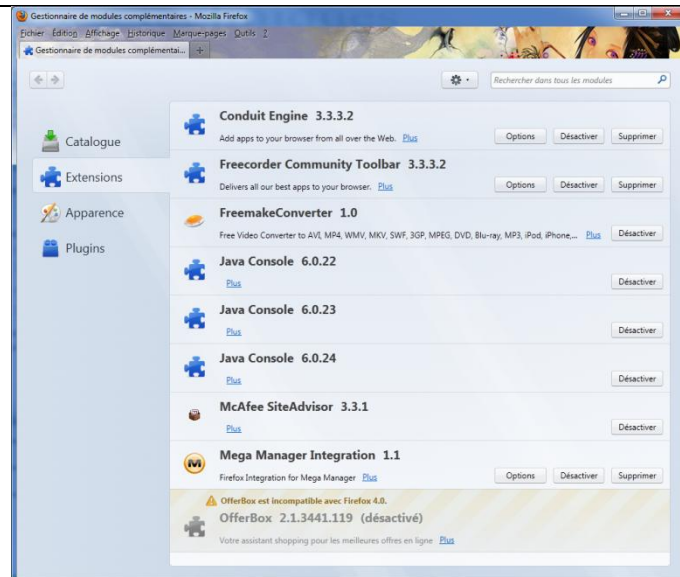 Gestionnaire de modules complémentaires - Mozilla Firefox
Fichier Édition Affichage Historique Marque-pages Outils ?
Gestionnaire de modules complémentai... +
Rechercher dans tous les modules
Catalogue
Extensions
Apparence
Plugins
Conduit Engine 3.3.3.2
Add apps to your browser from all over the Web. Plus Options Désactiver Supprimer
Freecorder Community Toolbar 3.3.3.2
Delivers all our best apps to your browser. Plus Options Désactiver Supprimer
FreemakeConverter 1.0
Free Video Converter to AVI, MP4, WMV, MKV, SWF, 3GP, MPEG, DVD, Blu-ray, MP3, iPod, iPhone,... Plus Désactiver
Java Console 6.0.22
Plus Désactiver
Java Console 6.0.23
Plus Désactiver
Java Console 6.0.24
Plus Désactiver
McAfee SiteAdvisor 3.3.1
Plus Désactiver
Mega Manager Integration 1.1
Firefox Integration for Mega Manager Plus Options Désactiver Supprimer
OfferBox est incompatible avec Firefox 4.0.
OfferBox 2.1.3441.119 (désactivé)
Votre assistant shopping pour les meilleures offres en ligne Plus